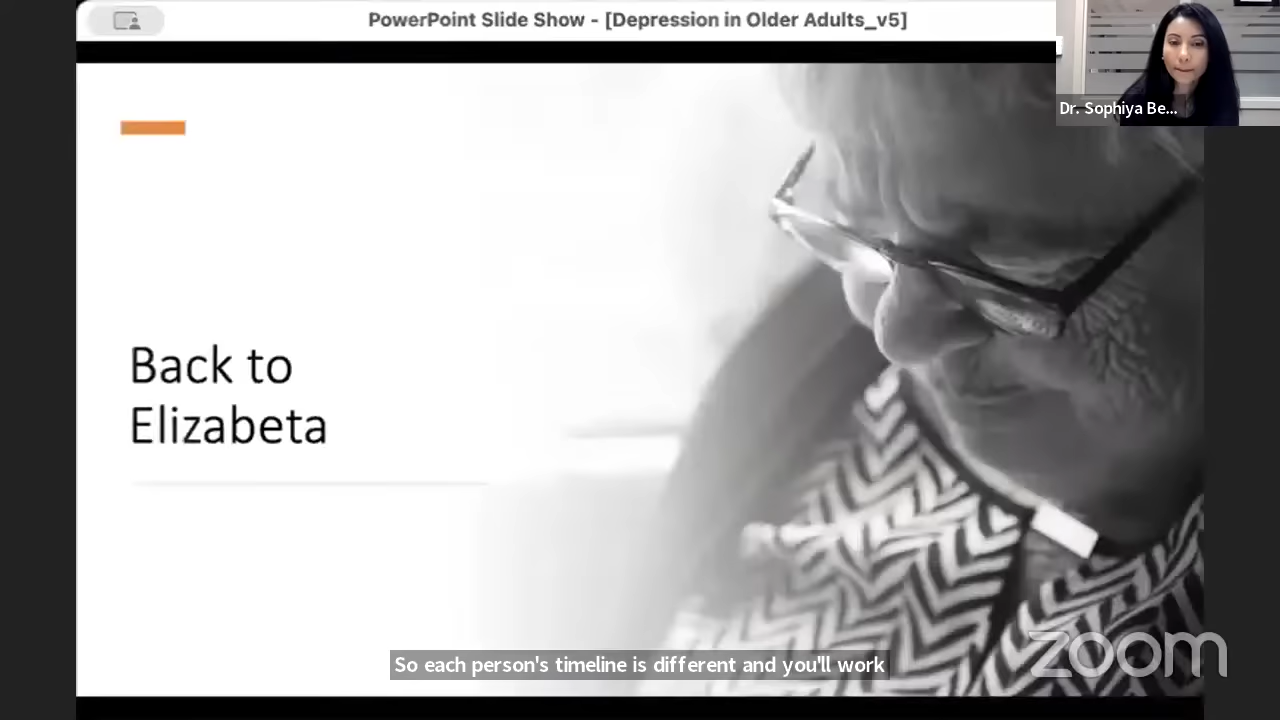 PowerPoint Slide Show - [Depression in Older Adults_v5]
Dr. Sophiya Be...
Back to
Elizabeta
So each person's timeline is different and you'll work
zoom